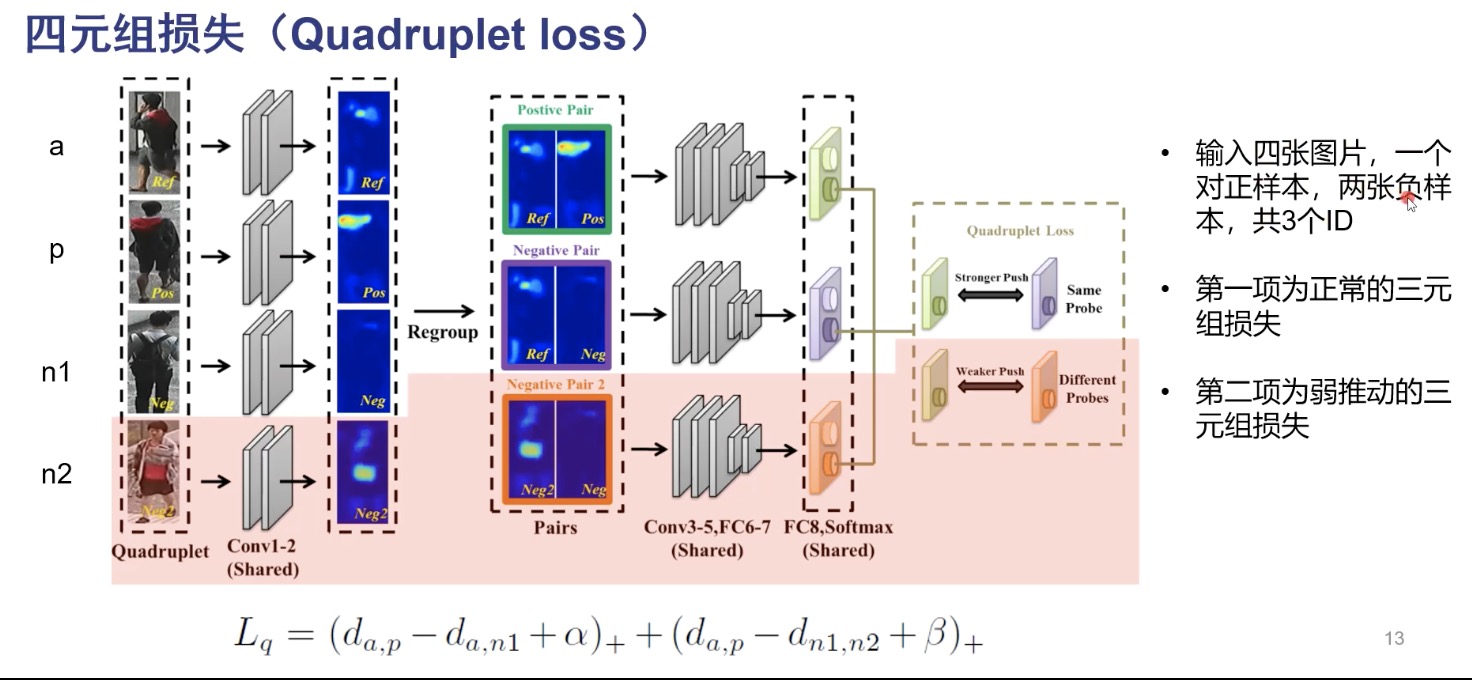 四元组损失（Quadruplet loss）
a
p
n1
n2
Ref
Pos
Neg
Neg2
Quadruplet
Conv1-2
(Shared)
Ref
Pos
Neg
Neg2
Regroup
Postive Pair
Ref Pos
Negative Pair
Ref Neg
Negative Pair 2
Neg2 Neg
Pairs
Conv3-5,FC6-7
(Shared)
FC8,Softmax
(Shared)
Quadruplet Loss
Stronger Push
Same
Probe
Weaker Push
Different
Probes
• 输入四张图片，一个
对正样本，两张负样
本，共3个ID
• 第一项为正常的三元
组损失
• 第二项为弱推动的三
元组损失
L_q = (d_{a,p} − d_{a,n1} + α)_+ + (d_{a,p} − d_{n1,n2} + β)_+
13